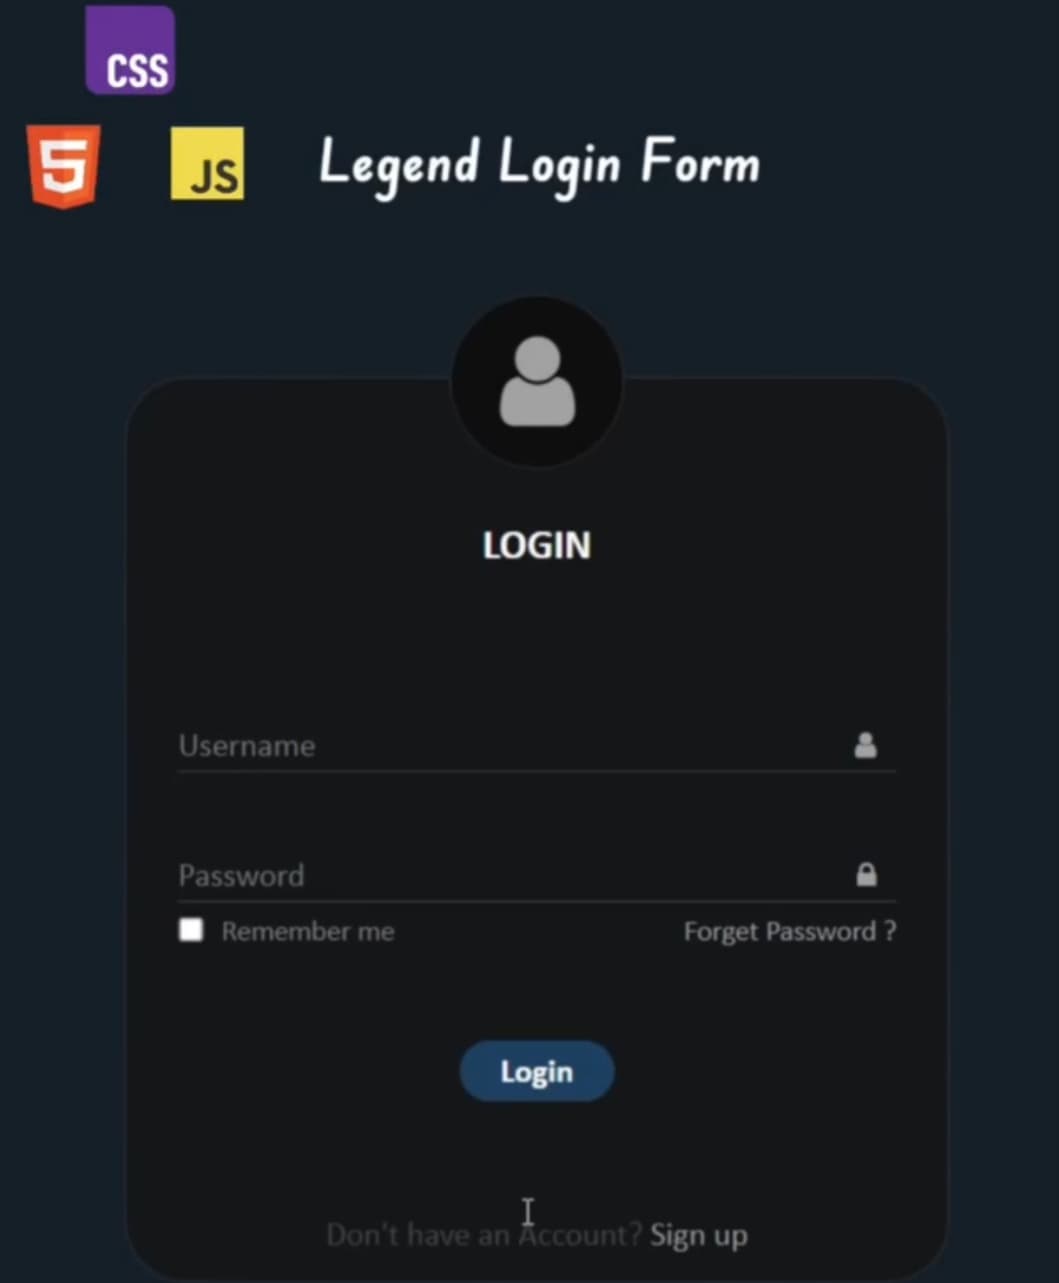 CSS
5 JS Legend Login Form
LOGIN
Username
Password
Remember me Forget Password ?
Login
Don't have an Account? Sign up